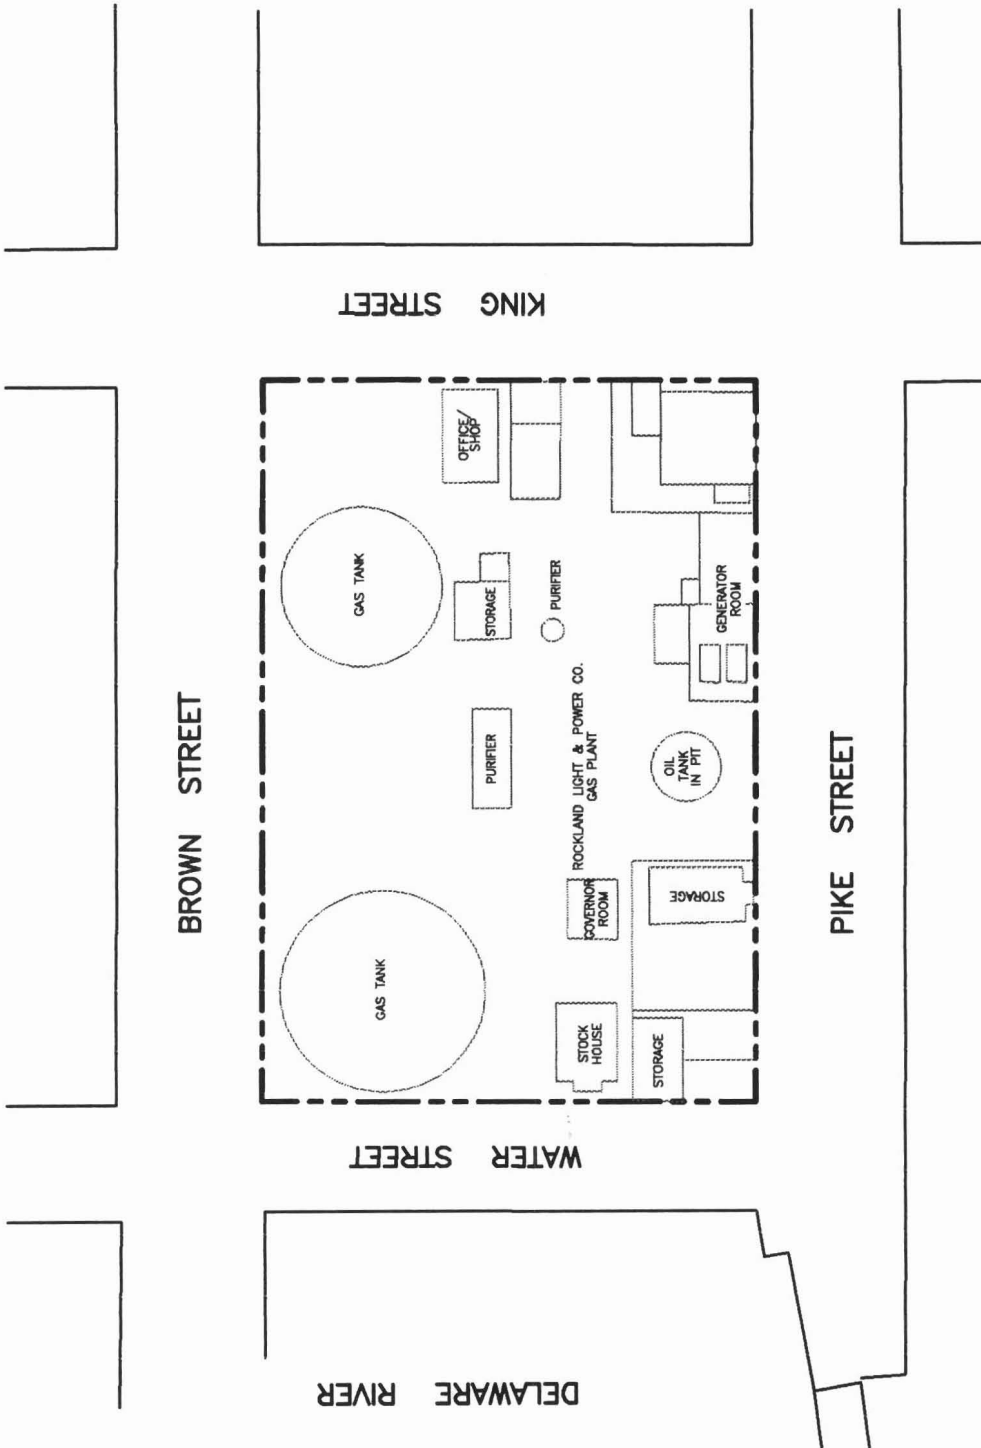 KING STREET
OFFICE/
SHOP
GAS TANK
STORAGE
PURIFIER
GENERATOR
ROOM
BROWN STREET
PURIFIER
ROCKLAND LIGHT & POWER CO.
GAS PLANT
OIL
TANK
IN PIT
PIKE STREET
GOVERNOR
ROOM
STORAGE
GAS TANK
STOCK
HOUSE
STORAGE
WATER STREET
DELAWARE RIVER